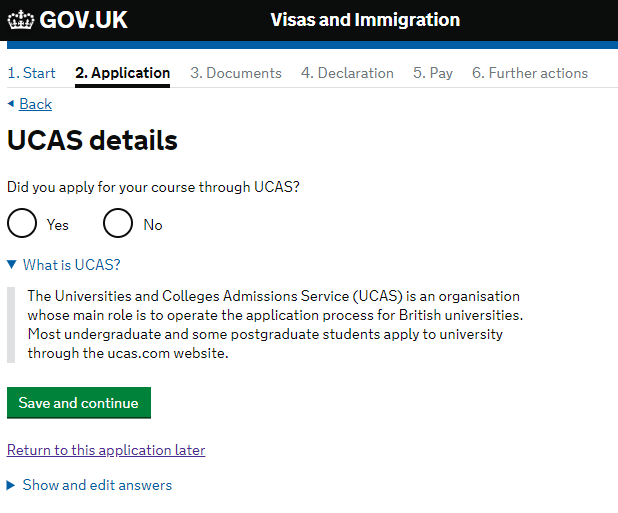 GOV.UK
Visas and Immigration
1. Start 2. Application 3. Documents 4. Declaration 5. Pay 6. Further actions
Back
UCAS details
Did you apply for your course through UCAS?
Yes No
What is UCAS?
The Universities and Colleges Admissions Service (UCAS) is an organisation
whose main role is to operate the application process for British universities.
Most undergraduate and some postgraduate students apply to university
through the ucas.com website.
Save and continue
Return to this application later
Show and edit answers